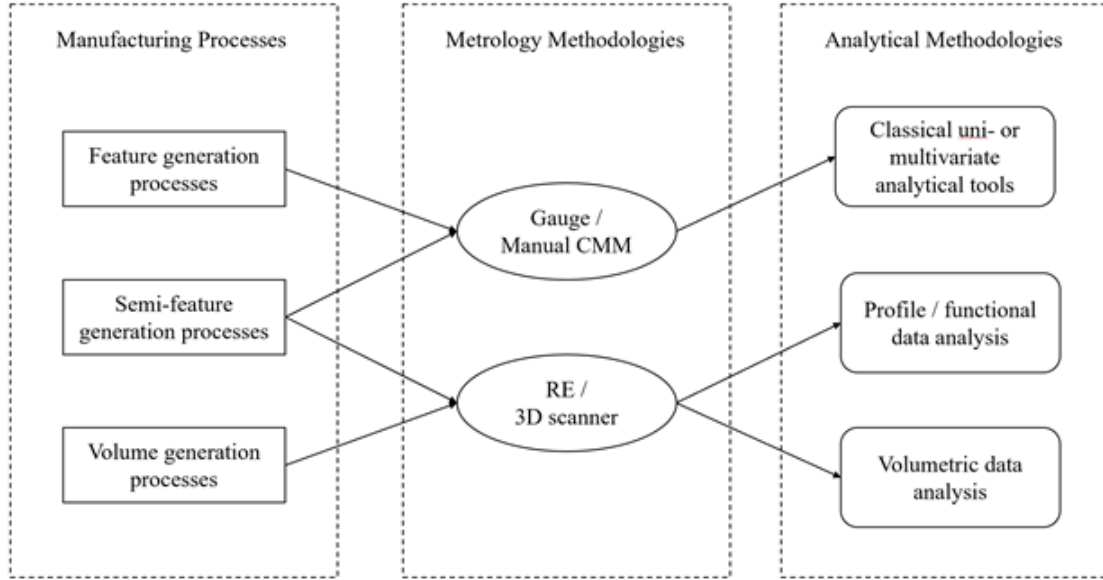 Manufacturing Processes
Feature generation
processes
Semi-feature
generation processes
Volume generation
processes
Metrology Methodologies
Gauge /
Manual CMM
RE /
3D scanner
Analytical Methodologies
Classical uni- or
multivariate
analytical tools
Profile / functional
data analysis
Volumetric data
analysis